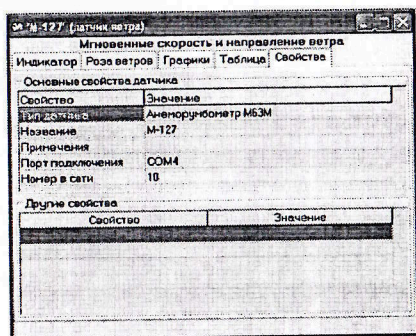 "М-127" (датчик ветра)
Мгновенные скорость и направление ветра
Индикатор Роза ветров Графики Таблица Свойства
Основные свойства датчика
Свойство Значение
Тип датчика Анеморумбометр М63М
Название М-127
Примечания
Порт подключения COM4
Номер в сети 10
Другие свойства
Свойство Значение